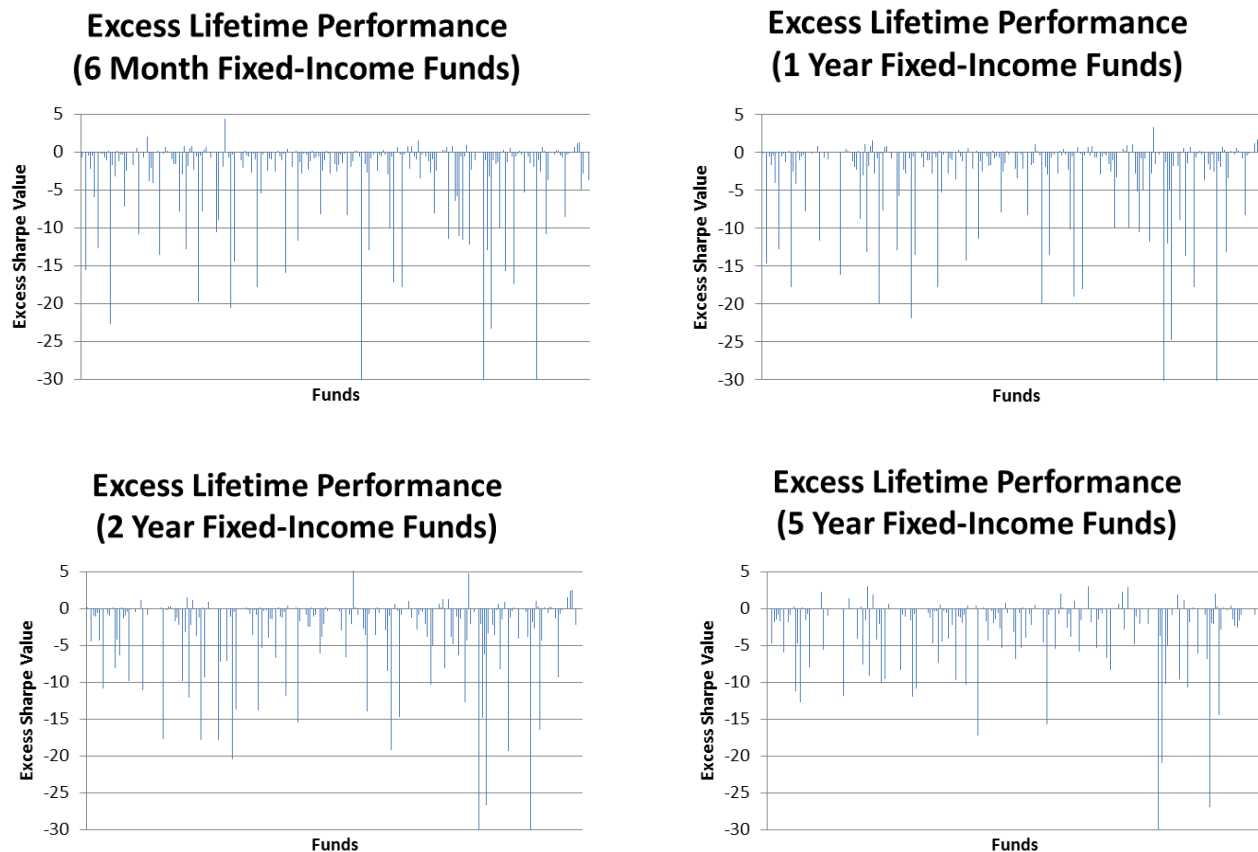 Excess Lifetime Performance
(6 Month Fixed-Income Funds)
5
0
-5
-10
-15
-20
-25
-30
Excess Sharpe Value
Funds
Excess Lifetime Performance
(1 Year Fixed-Income Funds)
5
0
-5
-10
-15
-20
-25
-30
Excess Sharpe Value
Funds
Excess Lifetime Performance
(2 Year Fixed-Income Funds)
5
0
-5
-10
-15
-20
-25
-30
Excess Sharpe Value
Funds
Excess Lifetime Performance
(5 Year Fixed-Income Funds)
5
0
-5
-10
-15
-20
-25
-30
Excess Sharpe Value
Funds